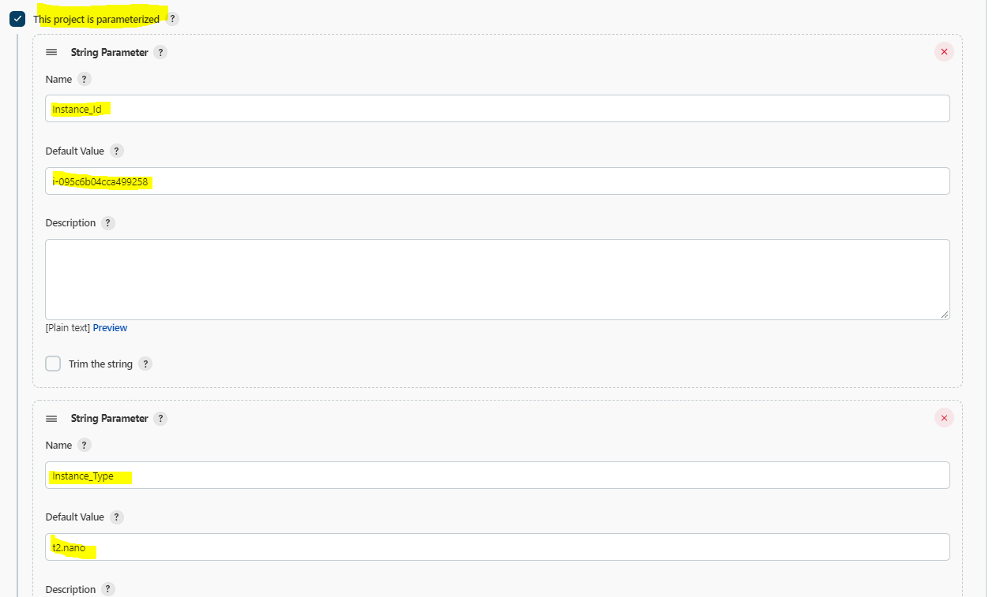 This project is parameterized ?
String Parameter ?
Name ?
Instance_Id
Default Value ?
i-095c6b04cca499258
Description ?
[Plain text] Preview
Trim the string ?
String Parameter ?
Name ?
Instance_Type
Default Value ?
t2.nano
Description ?